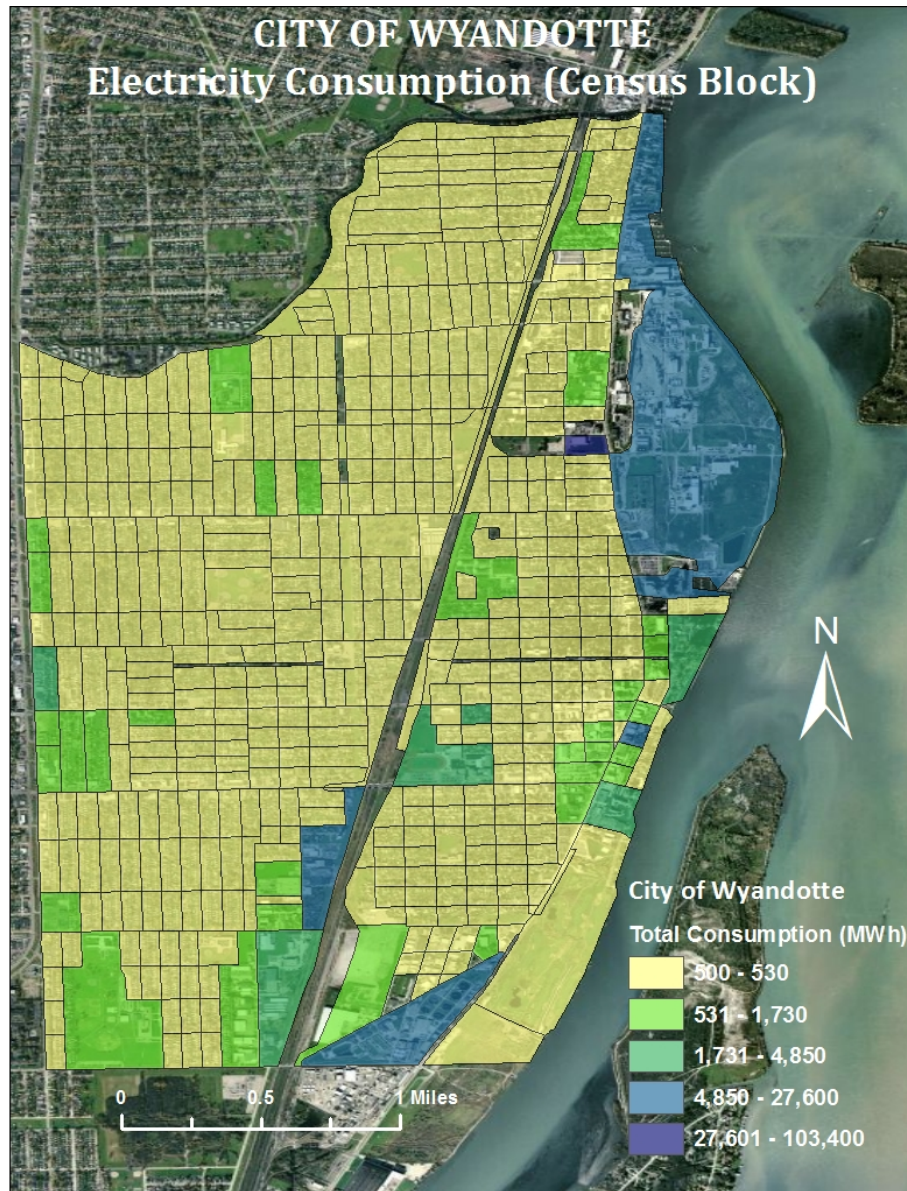 CITY OF WYANDOTTE
Electricity Consumption (Census Block)
N
City of Wyandotte
Total Consumption (MWh)
500 - 530
531 - 1,730
1,731 - 4,850
4,850 - 27,600
27,601 - 103,400
0 0.5 1 Miles